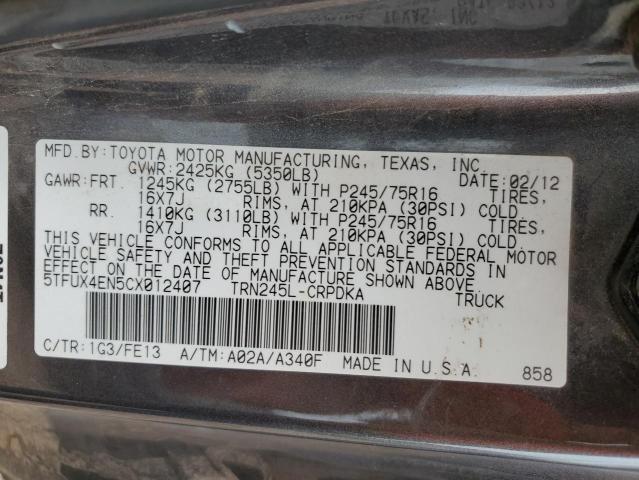 MFD.BY:TOYOTA MOTOR MANUFACTURING, TEXAS, INC.
GVWR:2425KG (5350LB) DATE:02/12
GAWR:FRT. 1245KG (2755LB) WITH P245/75R16 TIRES,
16X7J RIMS, AT 210KPA (30PSI) COLD.
RR. 1410KG (3110LB) WITH P245/75R16 TIRES,
16X7J RIMS, AT 210KPA (30PSI) COLD.
THIS VEHICLE CONFORMS TO ALL APPLICABLE FEDERAL MOTOR
VEHICLE SAFETY AND THEFT PREVENTION STANDARDS IN
EFFECT ON THE DATE OF MANUFACTURE SHOWN ABOVE
5TFUX4EN5CX012407 TRN245L-CRPDKA TRUCK
C/TR:1G3/FE13 A/TM:A02A/A340F MADE IN U.S.A. 858